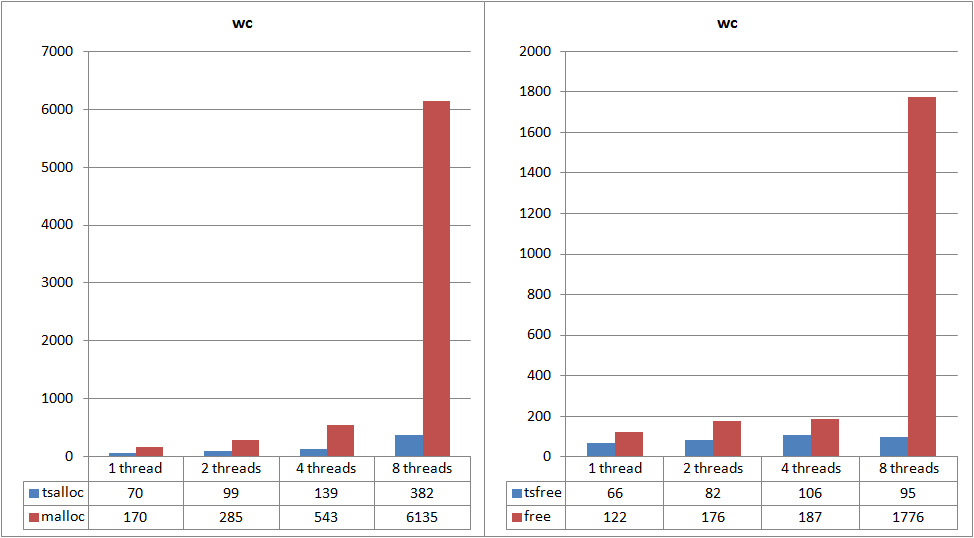 wc
7000
6000
5000
4000
3000
2000
1000
0
1 thread 2 threads 4 threads 8 threads
tsalloc 70 99 139 382
malloc 170 285 543 6135
wc
2000
1800
1600
1400
1200
1000
800
600
400
200
0
1 thread 2 threads 4 threads 8 threads
tsfree 66 82 106 95
free 122 176 187 1776